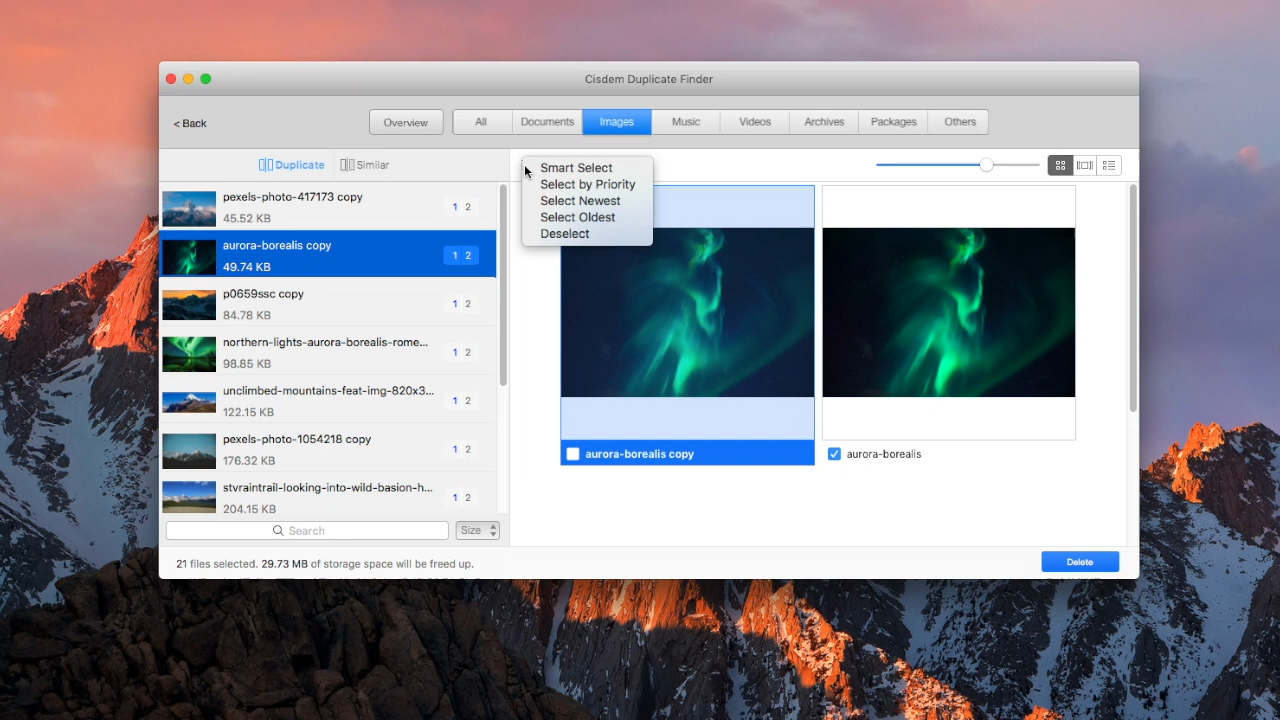 Cisdem Duplicate Finder
< Back
Overview
All
Documents
Images
Music
Videos
Archives
Packages
Others
Duplicate
Similar
Smart Select
Select by Priority
Select Newest
Select Oldest
Deselect
pexels-photo-417173 copy
45.52 KB
1 2
aurora-borealis copy
49.74 KB
1 2
p0659ssc copy
84.78 KB
1 2
northern-lights-aurora-borealis-rome...
98.85 KB
1 2
unclimbed-mountains-feat-img-820x3...
122.15 KB
1 2
pexels-photo-1054218 copy
176.32 KB
1 2
stvraintrail-looking-into-wild-basion-h...
204.15 KB
1 2
aurora-borealis copy
aurora-borealis
Search
Size
21 files selected. 29.73 MB of storage space will be freed up.
Delete